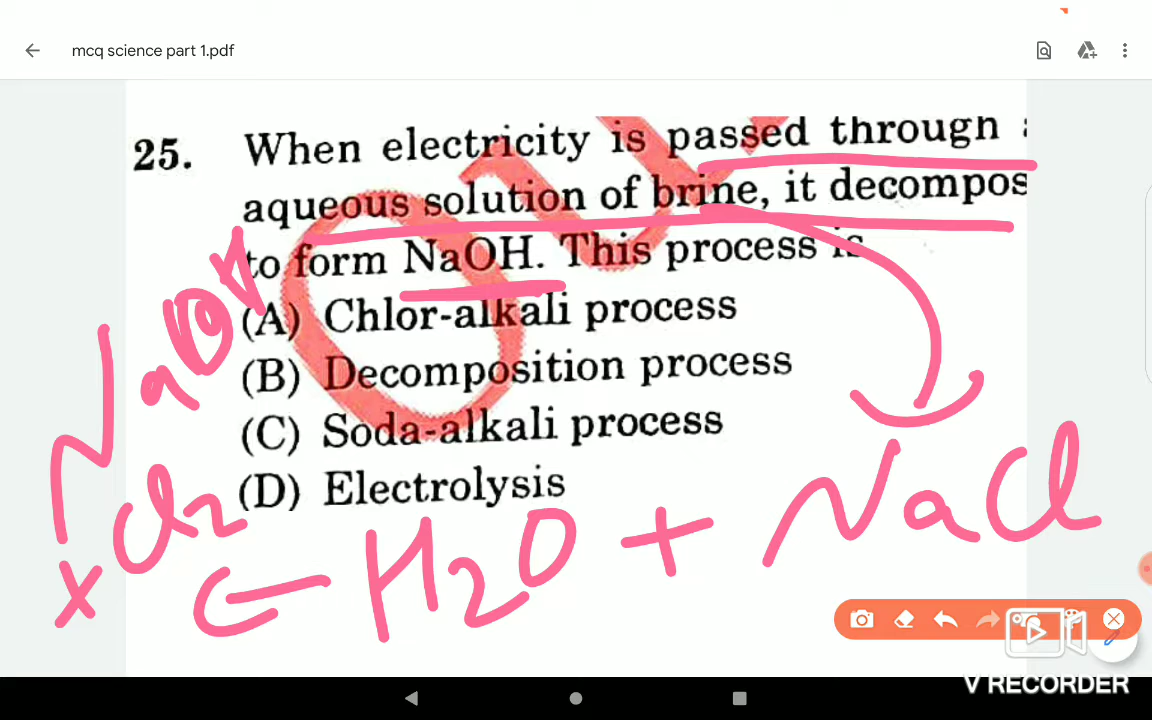 mcq science part 1.pdf
25. When electricity is passed through
aqueous solution of brine, it decompos
to form NaOH. This process is
(A) Chlor-alkali process
(B) Decomposition process
(C) Soda-alkali process
(D) Electrolysis
NaOH
+ Cl2 ← H2O + NaCl
V RECORDER